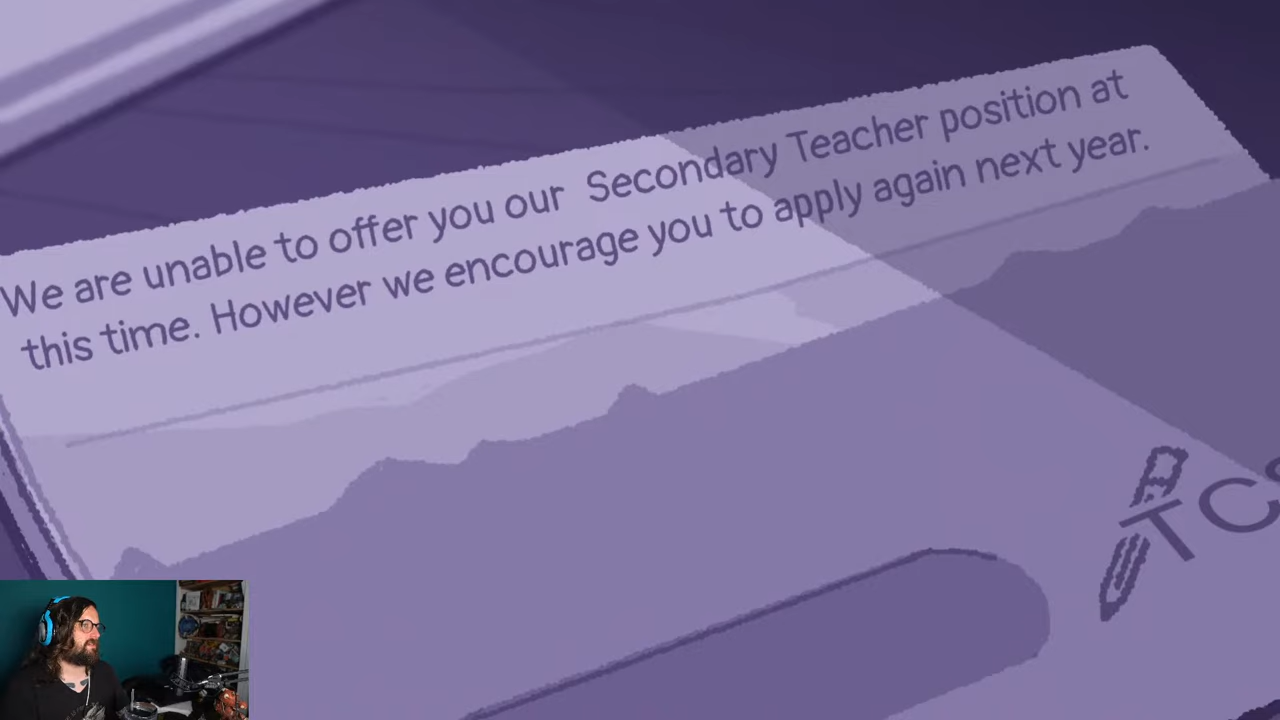 We are unable to offer you our Secondary Teacher position at
this time. However we encourage you to apply again next year.